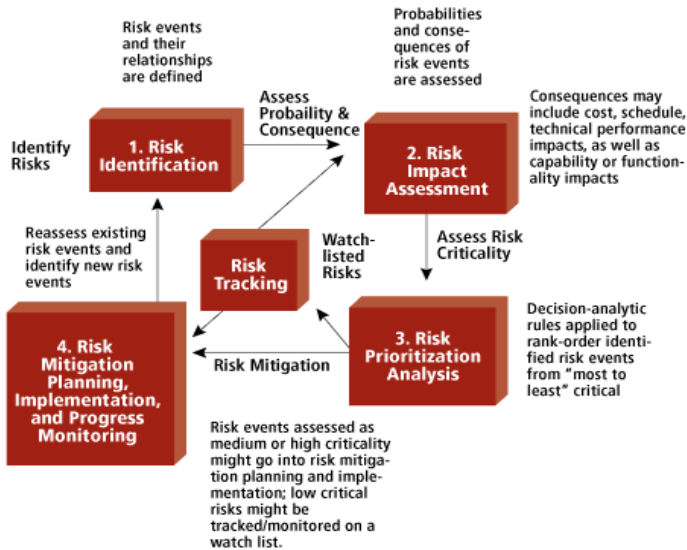 Risk events
and their
relationships
are defined
Probabilities
and conse-
quences of
risk events
are assessed
Assess
Probaility &
Consequence
Identify
Risks
1. Risk
Identification
2. Risk
Impact
Assessment
Consequences may
include cost, schedule,
technical performance
impacts, as well as
capability or function-
ality impacts
Reassess existing
risk events and
identify new risk
events
Risk
Tracking
Watch-
listed
Risks
Assess Risk
Criticality
4. Risk
Mitigation
Planning,
Implementation,
and Progress
Monitoring
Risk Mitigation
3. Risk
Prioritization
Analysis
Decision-analytic
rules applied to
rank-order identi-
fied risk events
from "most to
least" critical
Risk events assessed as
medium or high criticality
might go into risk mitiga-
tion planning and imple-
mentation; low critical
risks might be
tracked/monitored on a
watch list.